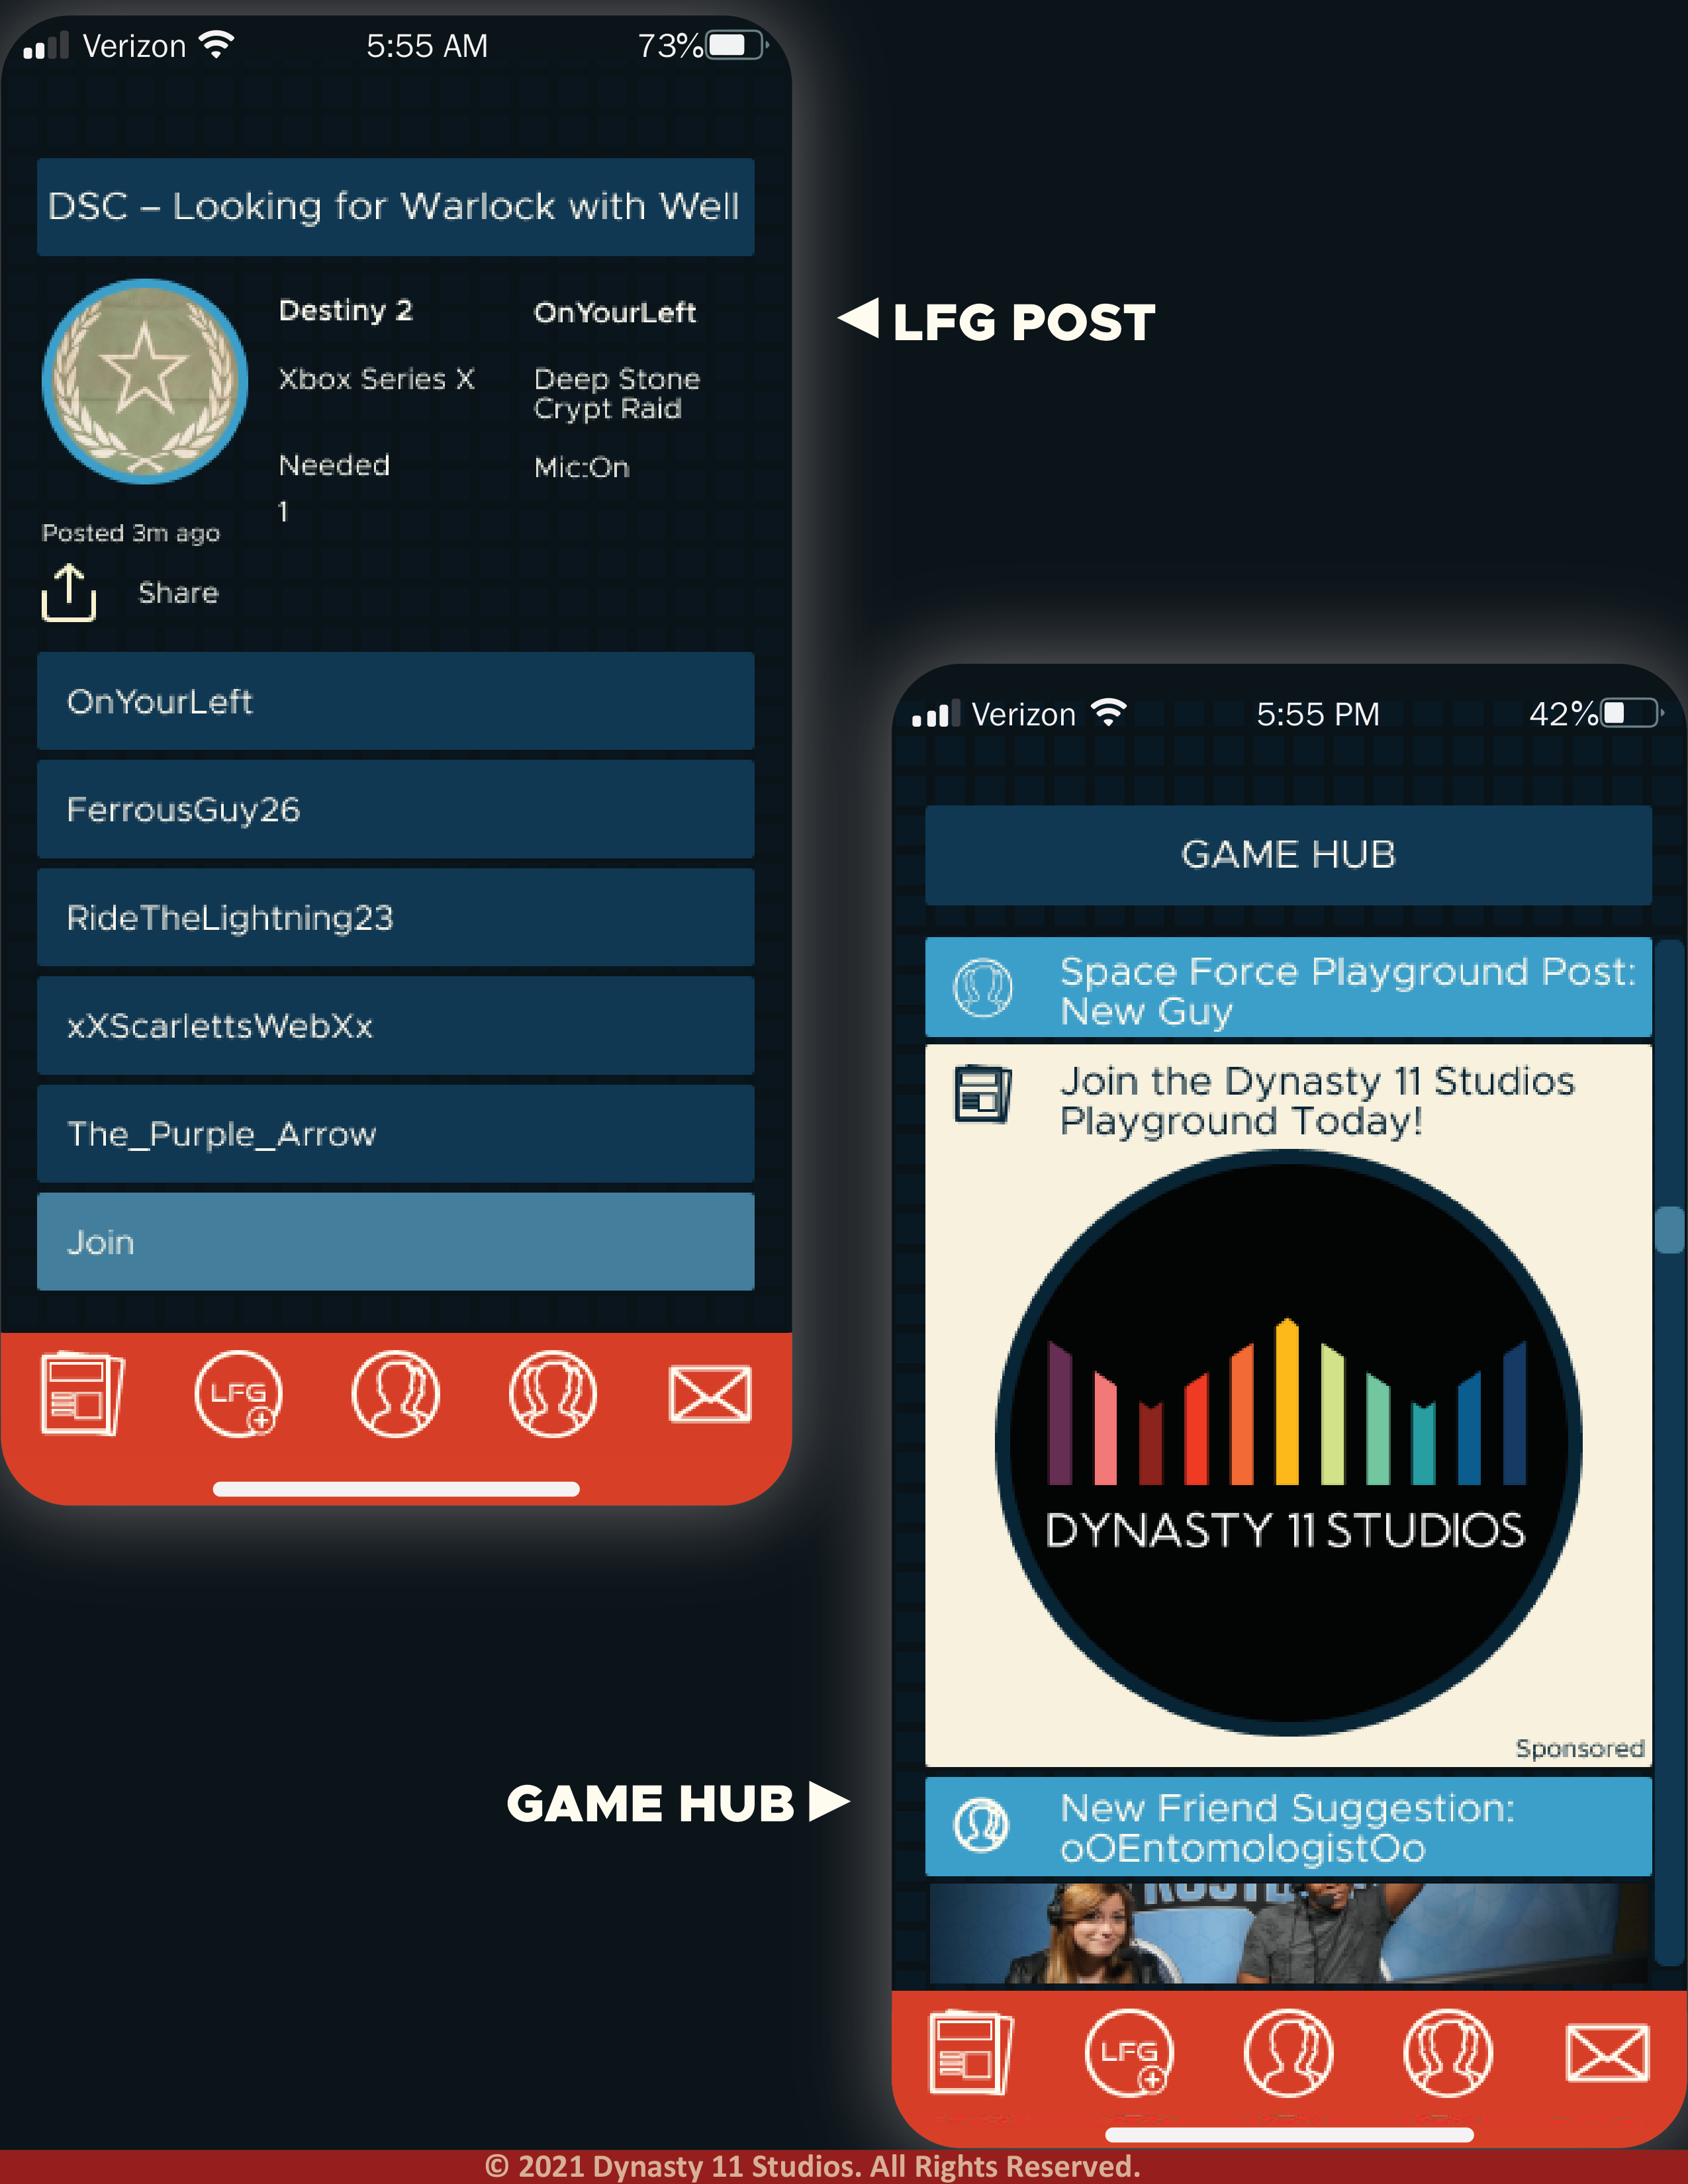 Verizon 5:55 AM 73%
DSC – Looking for Warlock with Well
Destiny 2
OnYourLeft
Xbox Series X
Deep Stone
Crypt Raid
Needed
1
Mic:On
Posted 3m ago
Share
OnYourLeft
FerrousGuy26
RideTheLightning23
xXScarlettsWebXx
The_Purple_Arrow
Join
LFG
◀ LFG POST
Verizon 5:55 PM 42%
GAME HUB
Space Force Playground Post:
New Guy
Join the Dynasty 11 Studios
Playground Today!
DYNASTY 11 STUDIOS
Sponsored
New Friend Suggestion:
oOEntomologistOo
LFG
GAME HUB ▶
© 2021 Dynasty 11 Studios. All Rights Reserved.